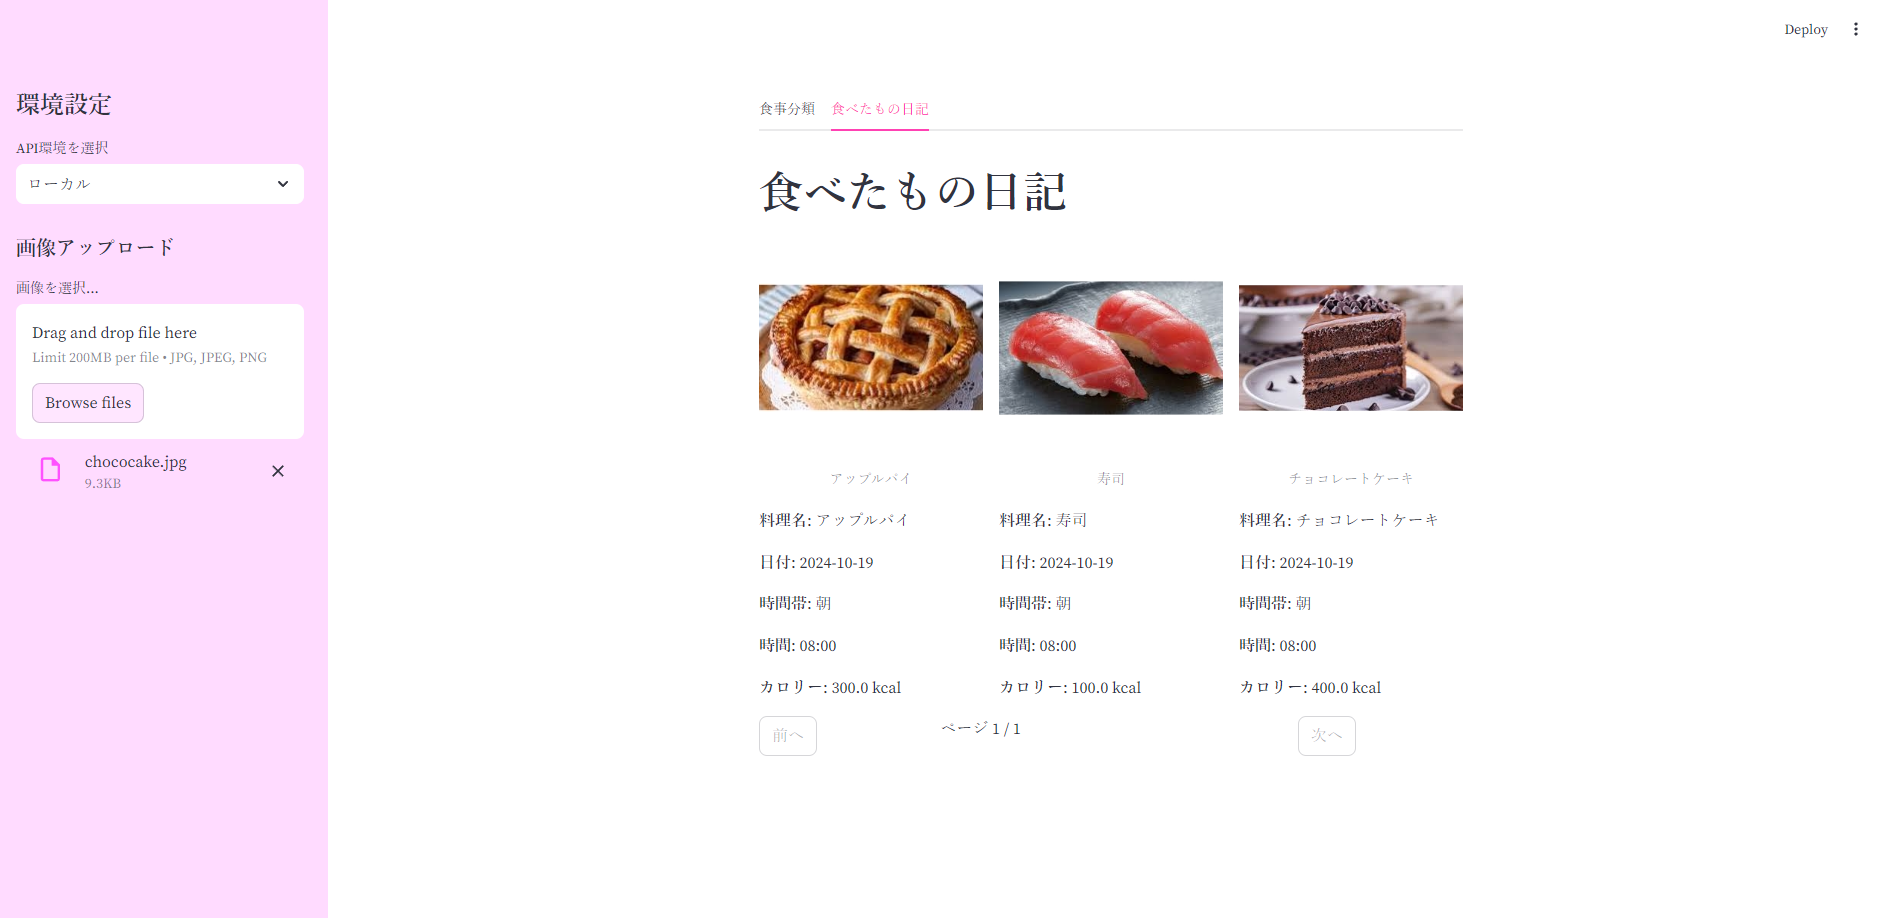 Deploy
環境設定
API環境を選択
ローカル
画像アップロード
画像を選択...
Drag and drop file here
Limit 200MB per file • JPG, JPEG, PNG
Browse files
chococake.jpg
9.3KB
食事分類 食べたもの日記
食べたもの日記
アップルパイ 寿司 チョコレートケーキ
料理名: アップルパイ 料理名: 寿司 料理名: チョコレートケーキ
日付: 2024-10-19 日付: 2024-10-19 日付: 2024-10-19
時間帯: 朝 時間帯: 朝 時間帯: 朝
時間: 08:00 時間: 08:00 時間: 08:00
カロリー: 300.0 kcal カロリー: 100.0 kcal カロリー: 400.0 kcal
前へ ページ 1 / 1 次へ